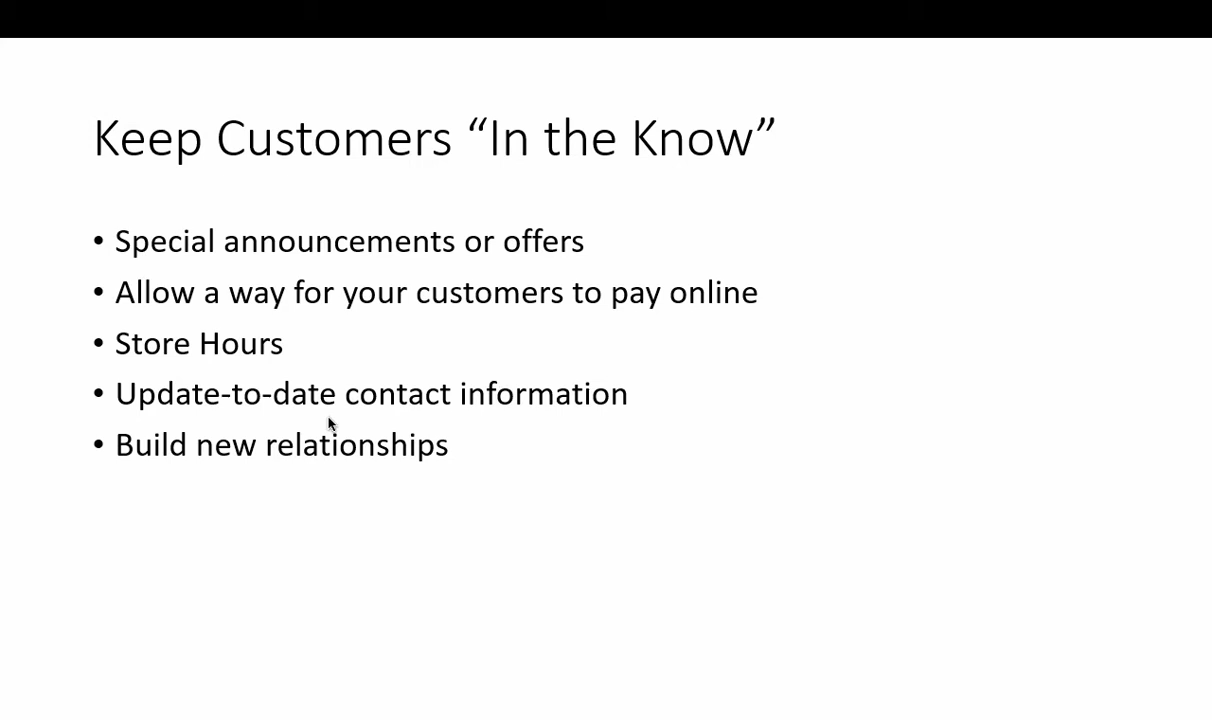 Keep Customers “In the Know”
• Special announcements or offers
• Allow a way for your customers to pay online
• Store Hours
• Update-to-date contact information
• Build new relationships